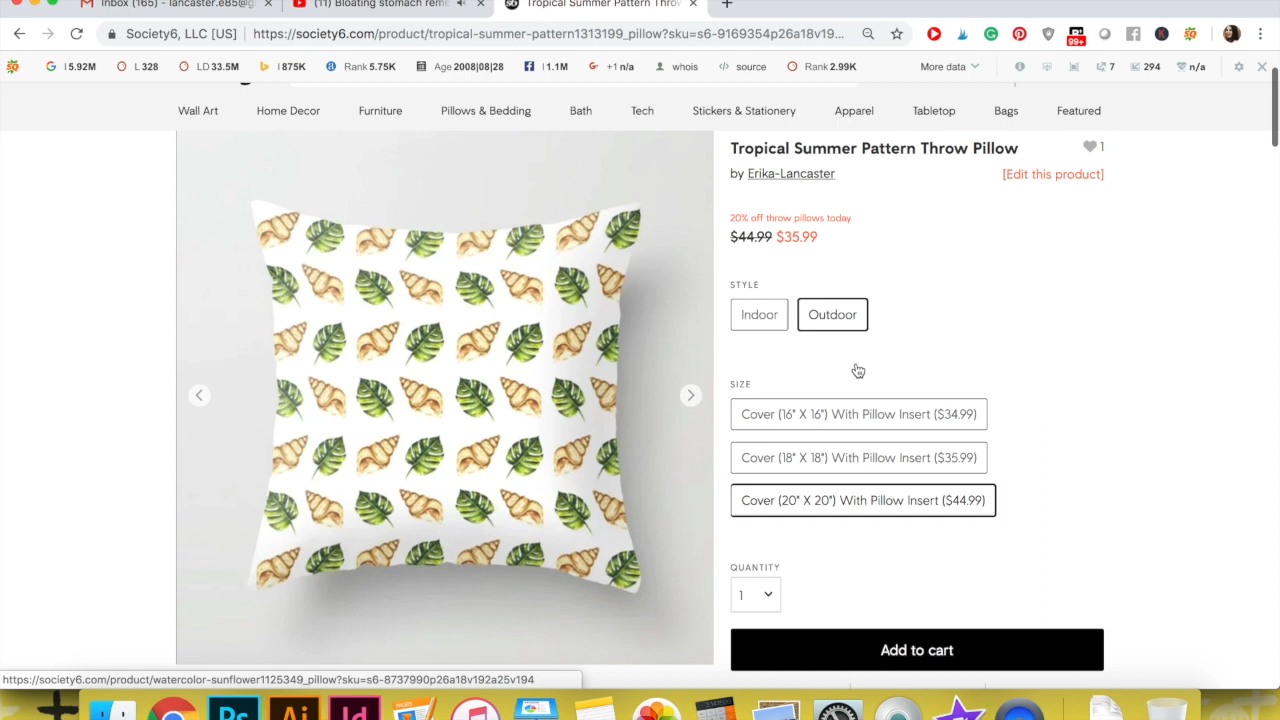 Inbox (165) - lancaster.e85@g
(11) Bloating stomach reme
Tropical Summer Pattern Thro
Society6, LLC [US] https://society6.com/product/tropical-summer-pattern1313199_pillow?sku=s6-9169354p26a18v19...
99+
I 5.92M L 328 LD 33.5M I 875K Rank 5.75K Age 2008|08|28 I 1.1M +1 n/a whois source Rank 2.99K More data 7 294 n/a
Wall Art Home Decor Furniture Pillows & Bedding Bath Tech Stickers & Stationery Apparel Tabletop Bags Featured
Tropical Summer Pattern Throw Pillow 1
by Erika-Lancaster [Edit this product]
20% off throw pillows today
$44.99 $35.99
STYLE
Indoor Outdoor
SIZE
Cover (16" X 16") With Pillow Insert ($34.99)
Cover (18" X 18") With Pillow Insert ($35.99)
Cover (20" X 20") With Pillow Insert ($44.99)
QUANTITY
1
Add to cart
https://society6.com/product/watercolor-sunflower1125349_pillow?sku=s6-8737990p26a18v192a25v194
Ps Ai Id